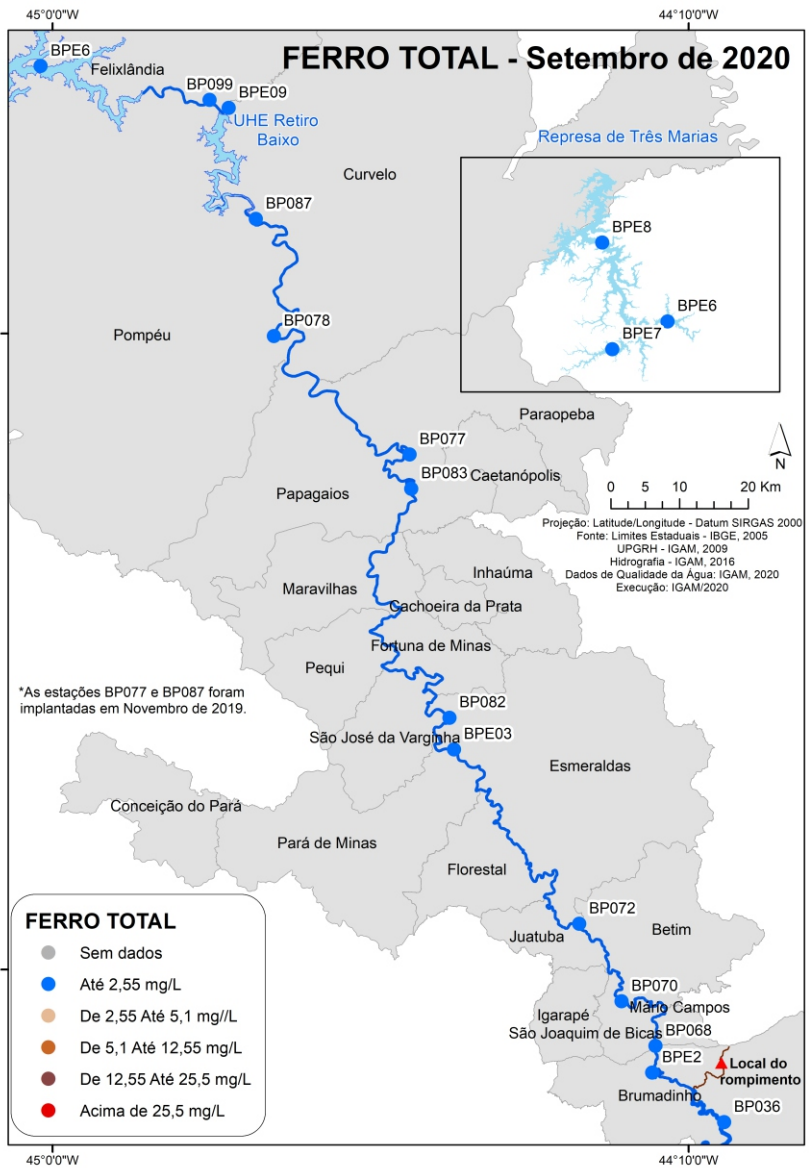 45°0'0"W
44°10'0"W
FERRO TOTAL - Setembro de 2020
BPE6
Felixlândia
BP099
BPE09
UHE Retiro
Baixo
Represa de Três Marias
Curvelo
BP087
BPE8
BPE6
BPE7
BP078
Pompéu
Paraopeba
BP077
BP083
Caetanópolis
Papagaios
N
0 5 10 20 Km
Projeção: Latitude/Longitude - Datum SIRGAS 2000
Fonte: Limites Estaduais - IBGE, 2005
UPGRH - IGAM, 2009
Hidrografia - IGAM, 2016
Dados de Qualidade da Água: IGAM, 2020
Execução: IGAM/2020
Inhaúma
Maravilhas
Cachoeira da Prata
Fortuna de Minas
Pequi
*As estações BP077 e BP087 foram
implantadas em Novembro de 2019.
BP082
São José da Varginha
BPE03
Esmeraldas
Conceição do Pará
Pará de Minas
Florestal
BP072
Juatuba
Betim
BP070
Mário Campos
Igarapé
São Joaquim de Bicas
BP068
BPE2
Local do
rompimento
Brumadinho
BP036
FERRO TOTAL
Sem dados
Até 2,55 mg/L
De 2,55 Até 5,1 mg//L
De 5,1 Até 12,55 mg/L
De 12,55 Até 25,5 mg/L
Acima de 25,5 mg/L
45°0'0"W
44°10'0"W